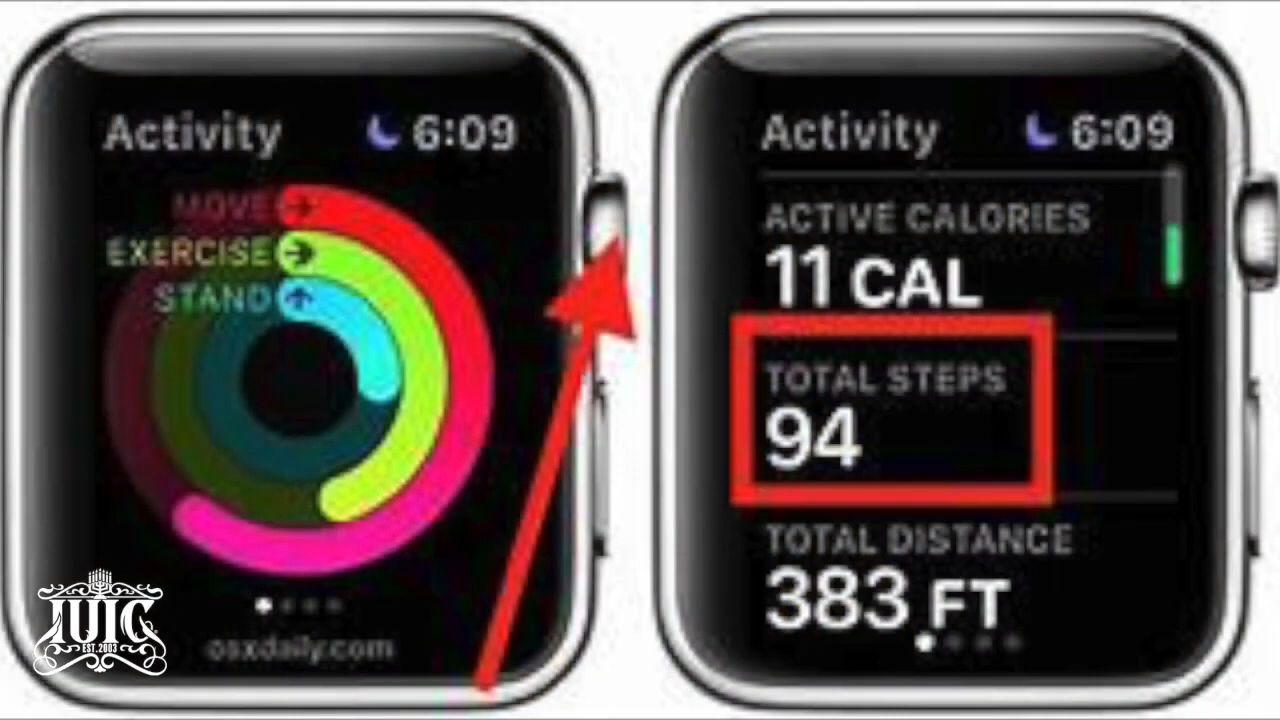 Activity 6:09
MOVE
EXERCISE
STAND
osxdaily.com
IUIC
EST. 2003
Activity 6:09
ACTIVE CALORIES
11 CAL
TOTAL STEPS
94
TOTAL DISTANCE
383 FT